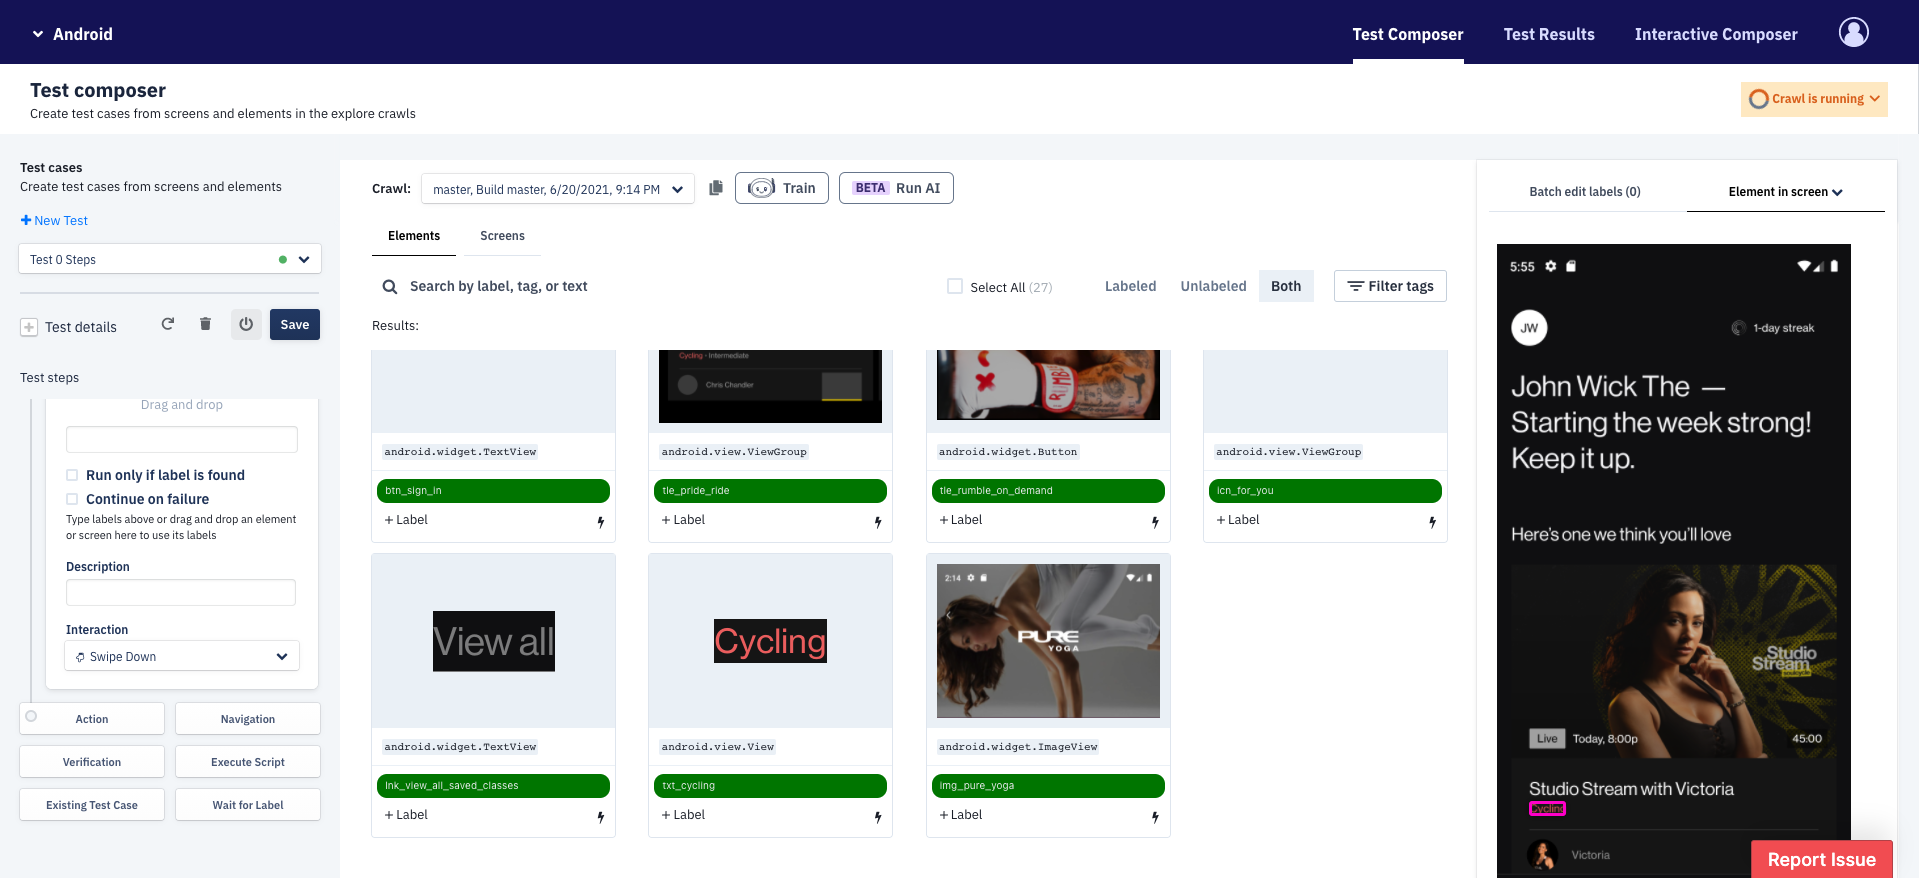 Android
Test Composer
Test Results
Interactive Composer
Test composer
Create test cases from screens and elements in the explore crawls
Crawl is running
Test cases
Create test cases from screens and elements
New Test
Test 0 Steps
Test details
Save
Test steps
Drag and drop
Run only if label is found
Continue on failure
Type labels above or drag and drop an element
or screen here to use its labels
Description
Interaction
Swipe Down
Action
Navigation
Verification
Execute Script
Existing Test Case
Wait for Label
Crawl:
master, Build master, 6/20/2021, 9:14 PM
Train
BETA Run AI
Elements
Screens
Search by label, tag, or text
Select All (27)
Labeled
Unlabeled
Both
Filter tags
Results:
Cycling • Intermediate
Chris Chandler
RUMBL
android.widget.TextView
android.view.ViewGroup
android.widget.Button
android.view.ViewGroup
btn_sign_in
tle_pride_ride
tle_rumble_on_demand
icn_for_you
+ Label
+ Label
+ Label
+ Label
View all
Cycling
2:14
PURE
YOGA
android.widget.TextView
android.view.View
android.widget.ImageView
lnk_view_all_saved_classes
txt_cycling
img_pure_yoga
+ Label
+ Label
+ Label
Batch edit labels (0)
Element in screen
5:55
JW
1-day streak
John Wick The —
Starting the week strong!
Keep it up.
Here's one we think you'll love
Studio
Stream
soulcycle
Live
Today, 8:00p
45:00
Studio Stream with Victoria
Cycling
Victoria
Report Issue